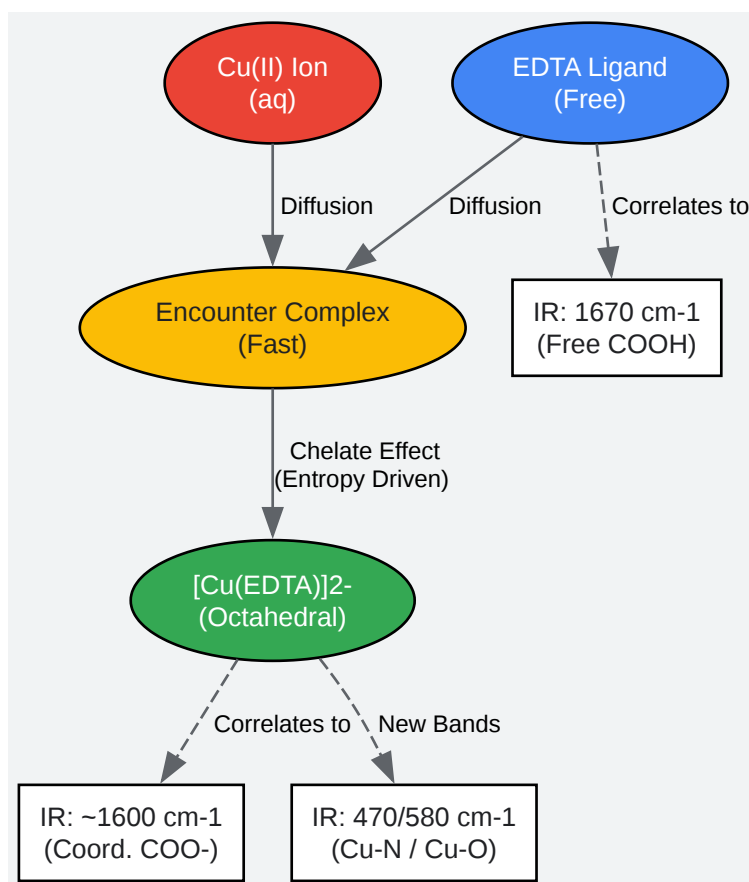 Cu(II) Ion
(aq)
EDTA Ligand
(Free)
Diffusion
Diffusion
Correlates to
Encounter Complex
(Fast)
IR: 1670 cm-1
(Free COOH)
Chelate Effect
(Entropy Driven)
[Cu(EDTA)]2-
(Octahedral)
Correlates to
New Bands
IR: ~1600 cm-1
(Coord. COO-)
IR: 470/580 cm-1
(Cu-N / Cu-O)